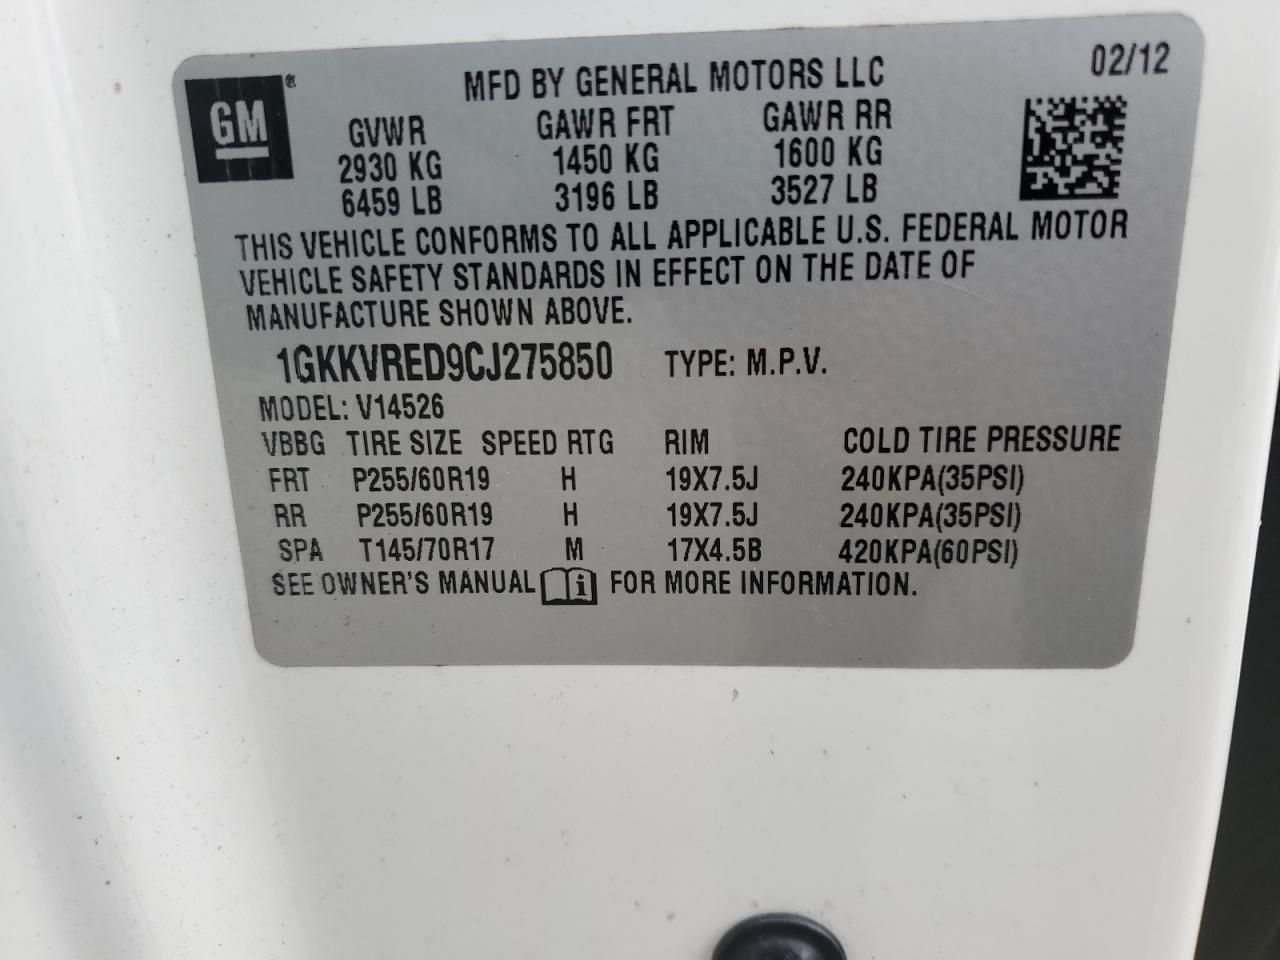 02/12
GM ®
MFD BY GENERAL MOTORS LLC
GVWR GAWR FRT GAWR RR
2930 KG 1450 KG 1600 KG
6459 LB 3196 LB 3527 LB
THIS VEHICLE CONFORMS TO ALL APPLICABLE U.S. FEDERAL MOTOR
VEHICLE SAFETY STANDARDS IN EFFECT ON THE DATE OF
MANUFACTURE SHOWN ABOVE.
1GKKVRED9CJ275850 TYPE: M.P.V.
MODEL: V14526
VBBG TIRE SIZE SPEED RTG RIM COLD TIRE PRESSURE
FRT P255/60R19 H 19X7.5J 240KPA(35PSI)
RR P255/60R19 H 19X7.5J 240KPA(35PSI)
SPA T145/70R17 M 17X4.5B 420KPA(60PSI)
SEE OWNER'S MANUAL i FOR MORE INFORMATION.